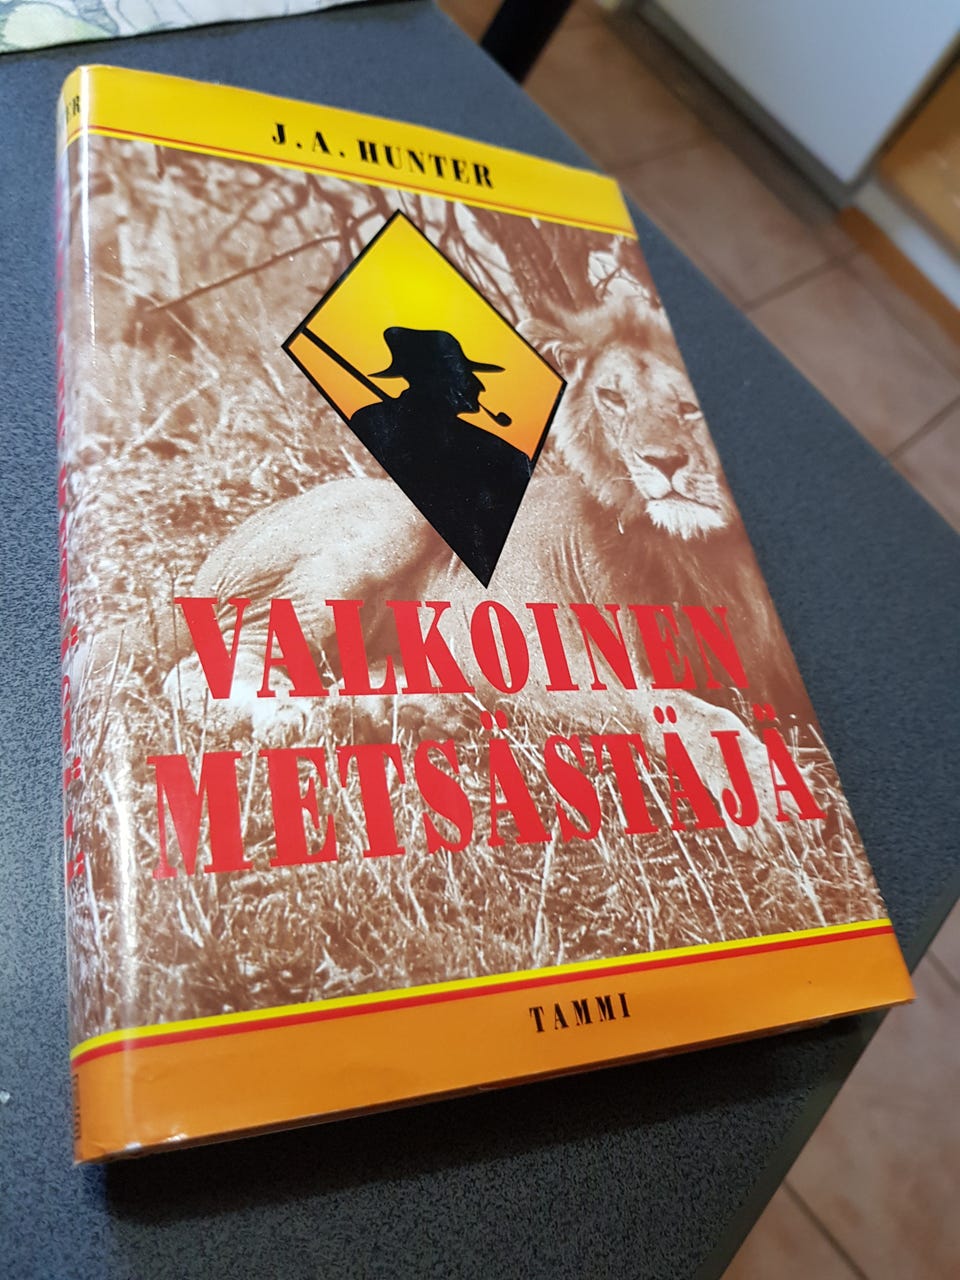 J. A. HUNTER
VALKOINEN
METSÄSTÄJÄ
TAMMI